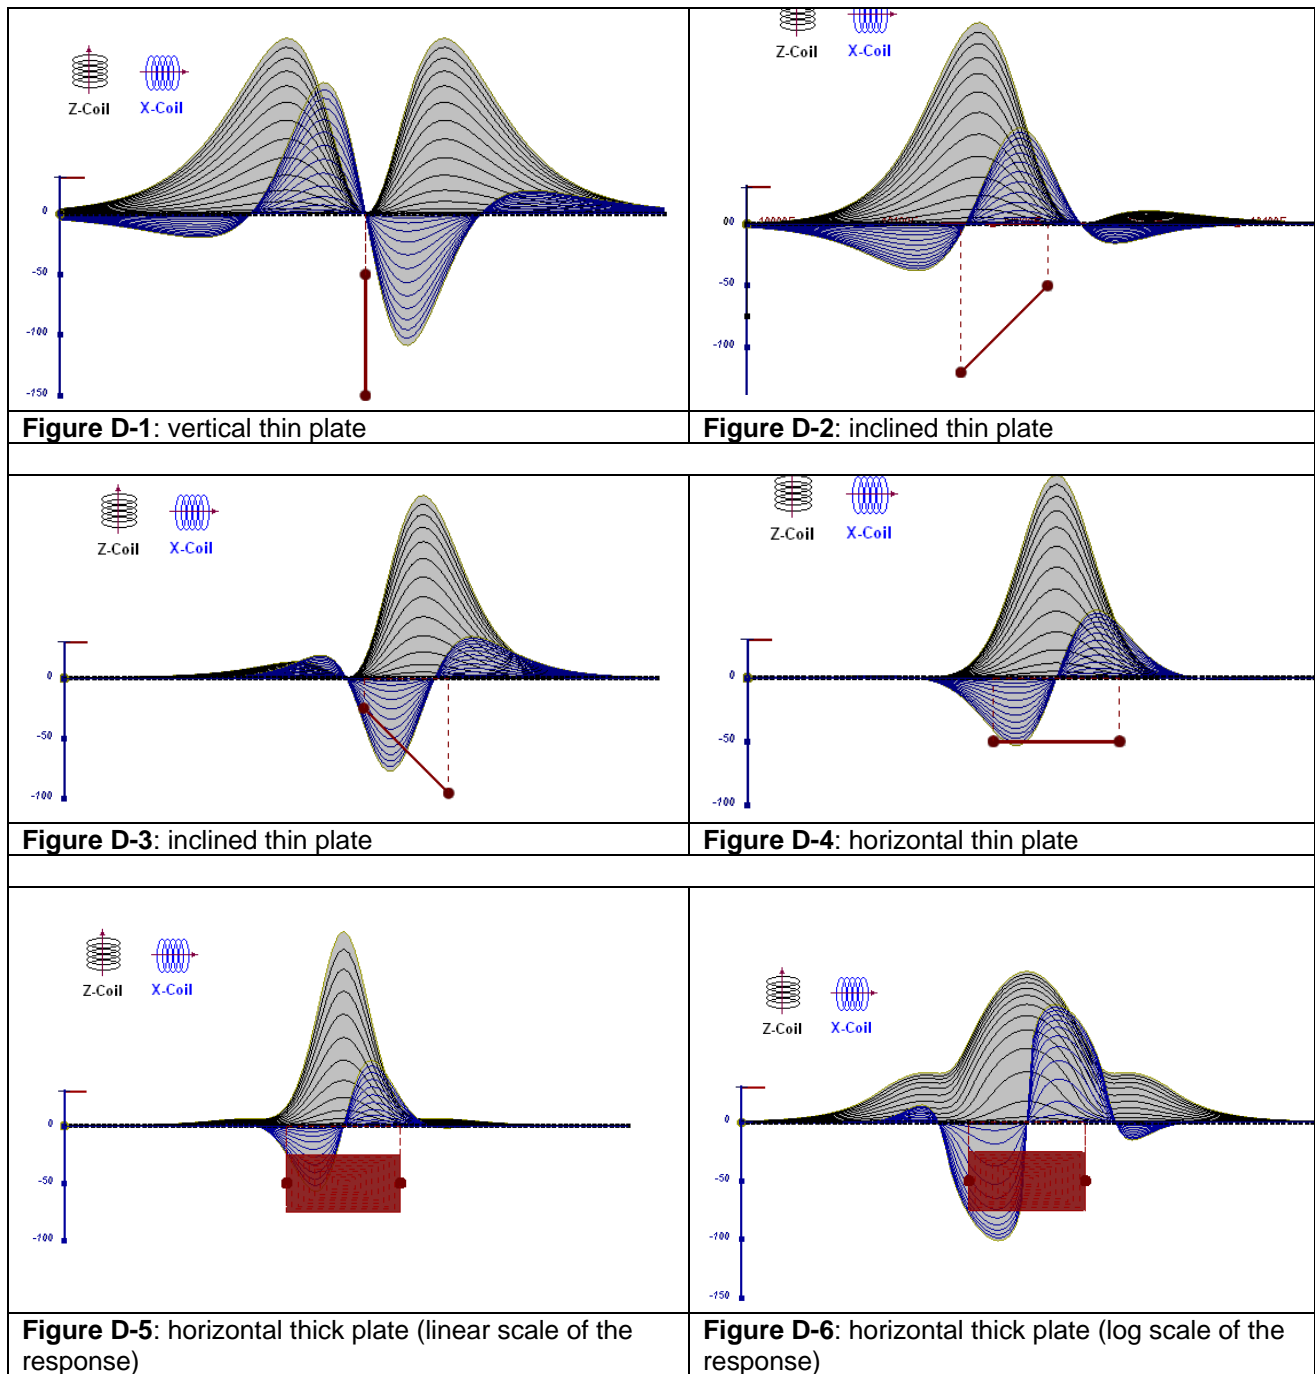 Z-Coil
X-Coil
0
-50
-100
-150
Z-Coil
X-Coil
00
-50
-100
Figure D-1: vertical thin plate
Figure D-2: inclined thin plate
Z-Coil
X-Coil
0
-50
-100
Z-Coil
X-Coil
0
-50
-100
Figure D-3: inclined thin plate
Figure D-4: horizontal thin plate
Z-Coil
X-Coil
0
-50
-100
Z-Coil
X-Coil
0
-50
-100
-150
Figure D-5: horizontal thick plate (linear scale of the
response)
Figure D-6: horizontal thick plate (log scale of the
response)